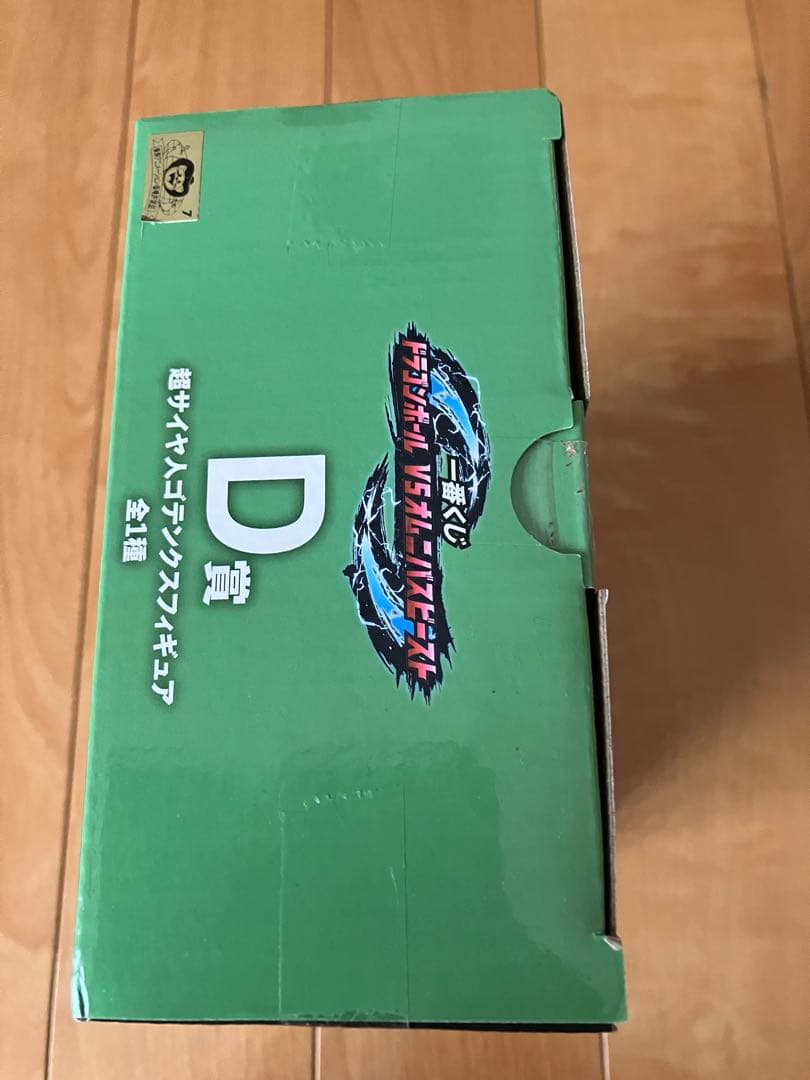 一番くじ
ドラゴンボール VSオムニバスビースト
D賞
超サイヤ人ゴテンクスフィギュア
全1種
7